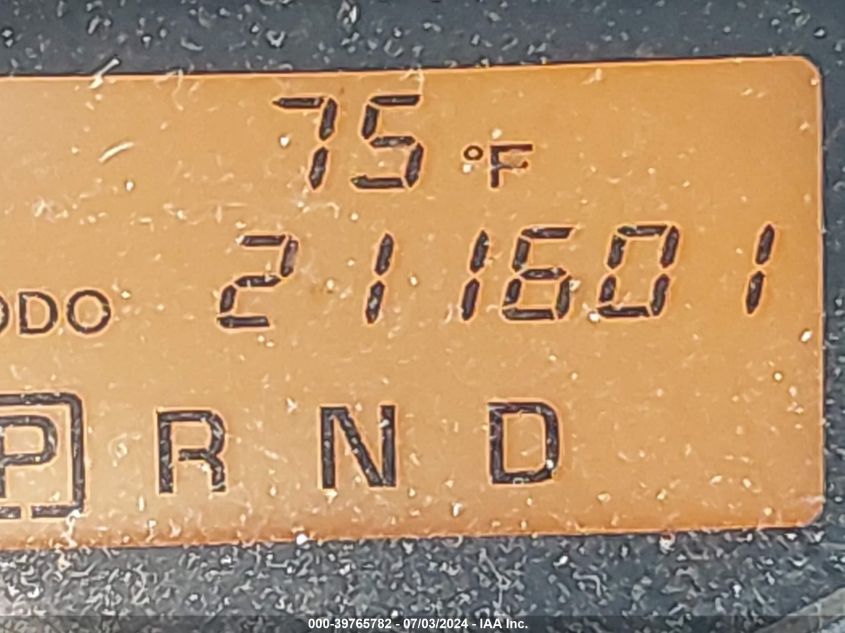 75 °F
ODO 211601
P R N D
000-39765782 - 07/03/2024 - IAA Inc.